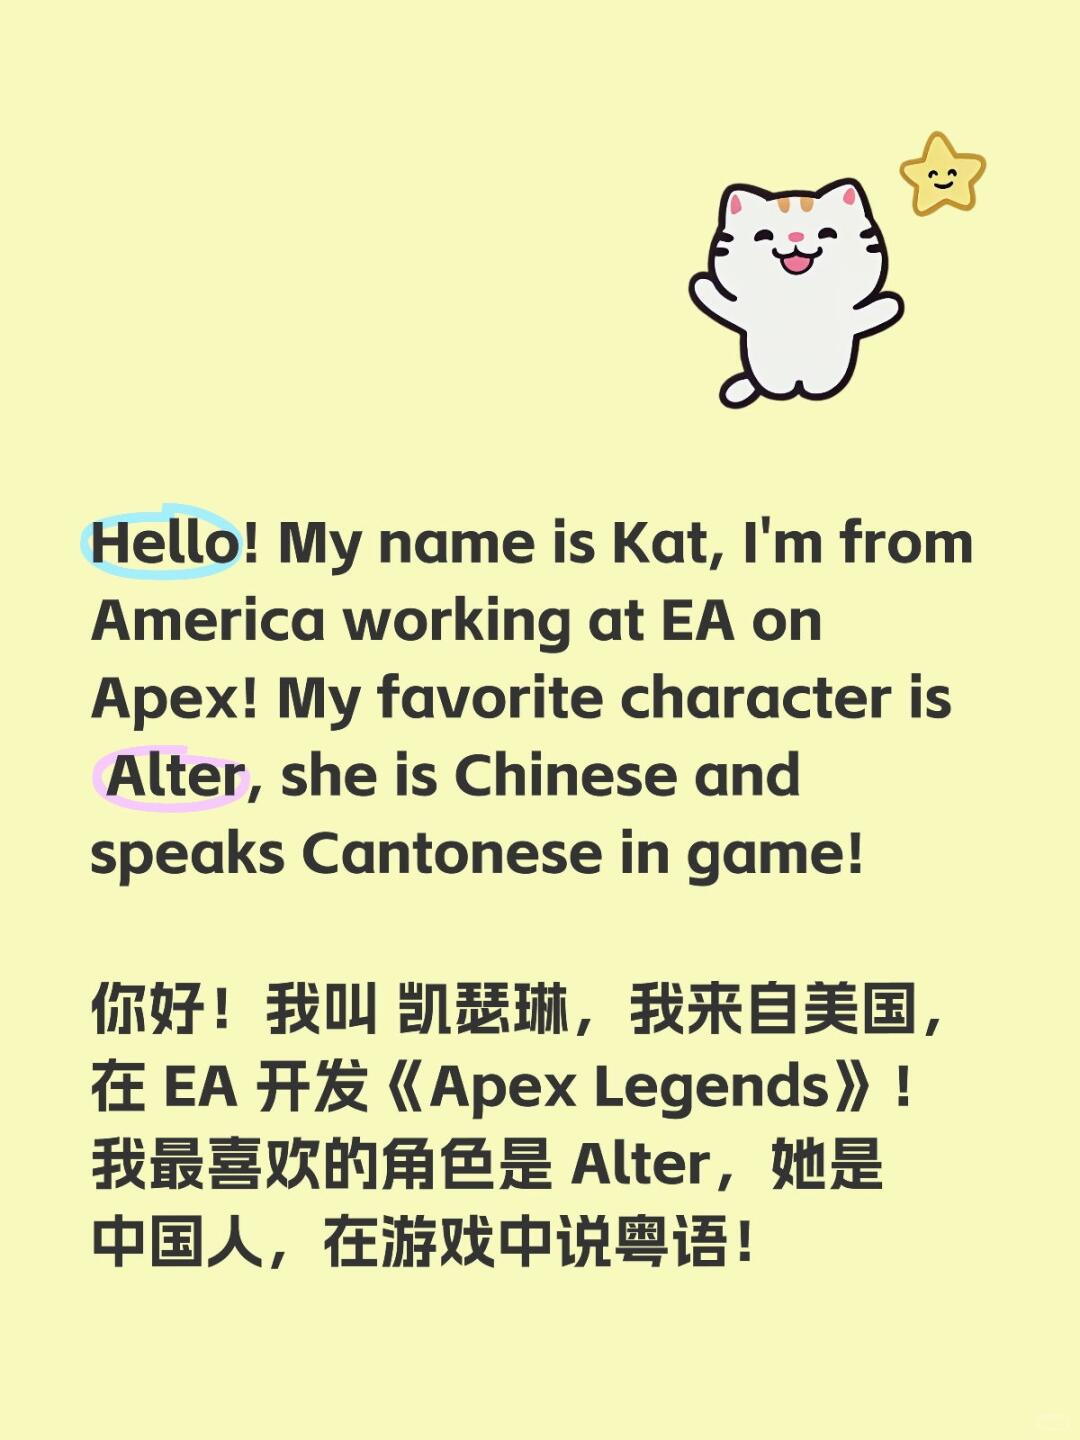 Hello! My name is Kat, I'm from
America working at EA on
Apex! My favorite character is
Alter, she is Chinese and
speaks Cantonese in game!
你好！我叫 凯瑟琳，我来自美国，
在 EA 开发《Apex Legends》！
我最喜欢的角色是 Alter，她是
中国人，在游戏中说粤语！